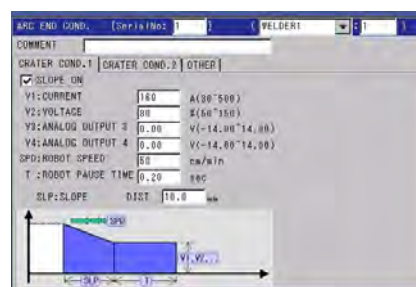 ARC END COND. [SerialNo: 1 ] ( WELDER1 : 1 )
COMMENT
CRATER COND.1 CRATER COND.2 OTHER
SLOPE ON
V1:CURRENT 160 A(30~500)
V2:VOLTAGE 80 %(50~150)
V3:ANALOG OUTPUT 3 0.00 V(-14.00~14.00)
V4:ANALOG OUTPUT 4 0.00 V(-14.00~14.00)
SPD:ROBOT SPEED 50 cm/min
T :ROBOT PAUSE TIME 0.20 sec
SLP:SLOPE DIST 10.0 mm
SPD
V1,V2...
SLP T